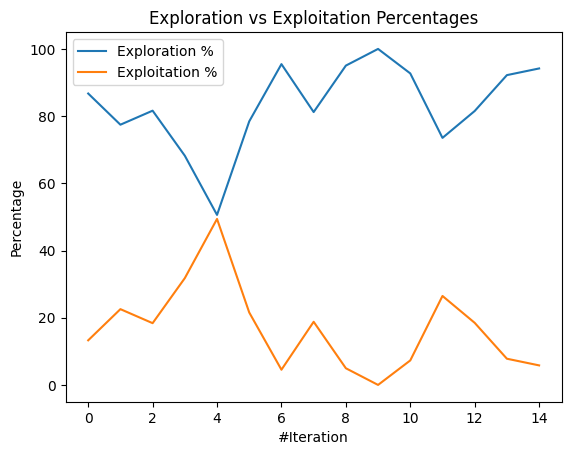 Exploration vs Exploitation Percentages
Exploration %
Exploitation %
100
80
60
40
20
0
Percentage
0 2 4 6 8 10 12 14
#Iteration